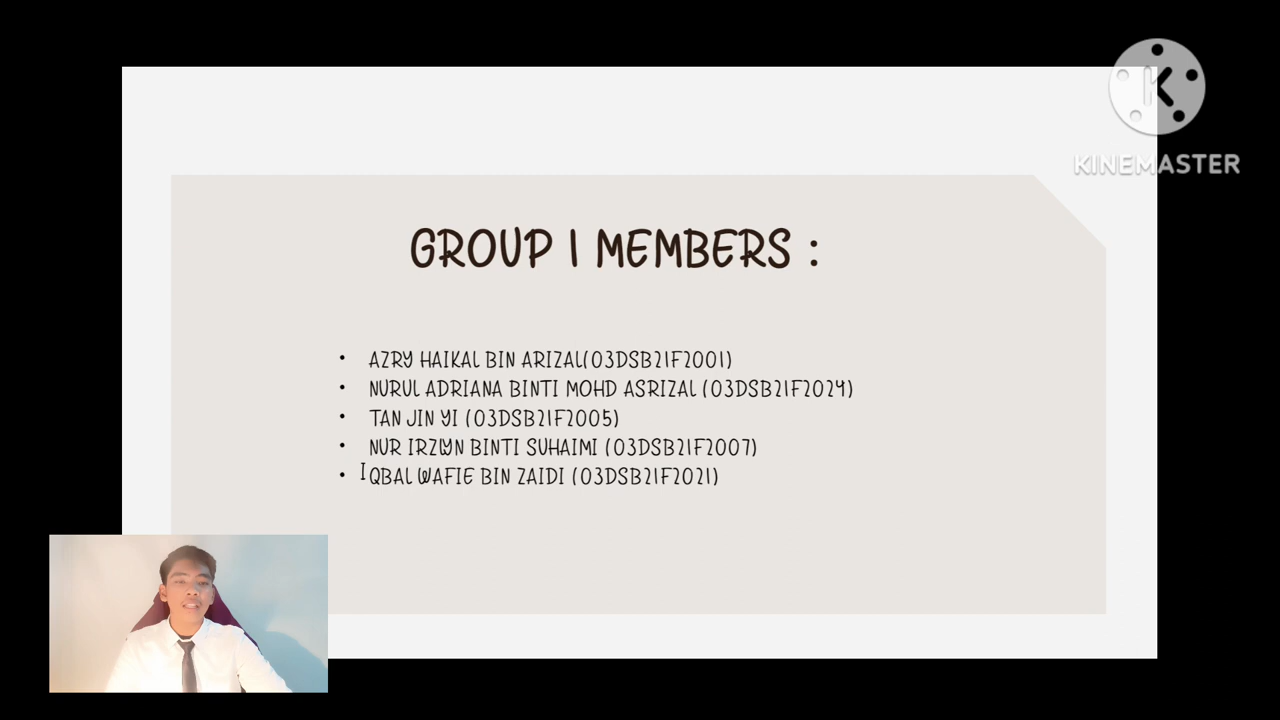 KINEMASTER
GROUP 1 MEMBERS :
• AZRY HAIKAL BIN ARIZAL(03DSB21F2001)
• NURUL ADRIANA BINTI MOHD ASRIZAL (03DSB21F2024)
• TAN JIN YI (03DSB21F2005)
• NUR IRZLYN BINTI SUHAIMI (03DSB21F2007)
• IQBAL WAFIE BIN ZAIDI (03DSB21F2021)